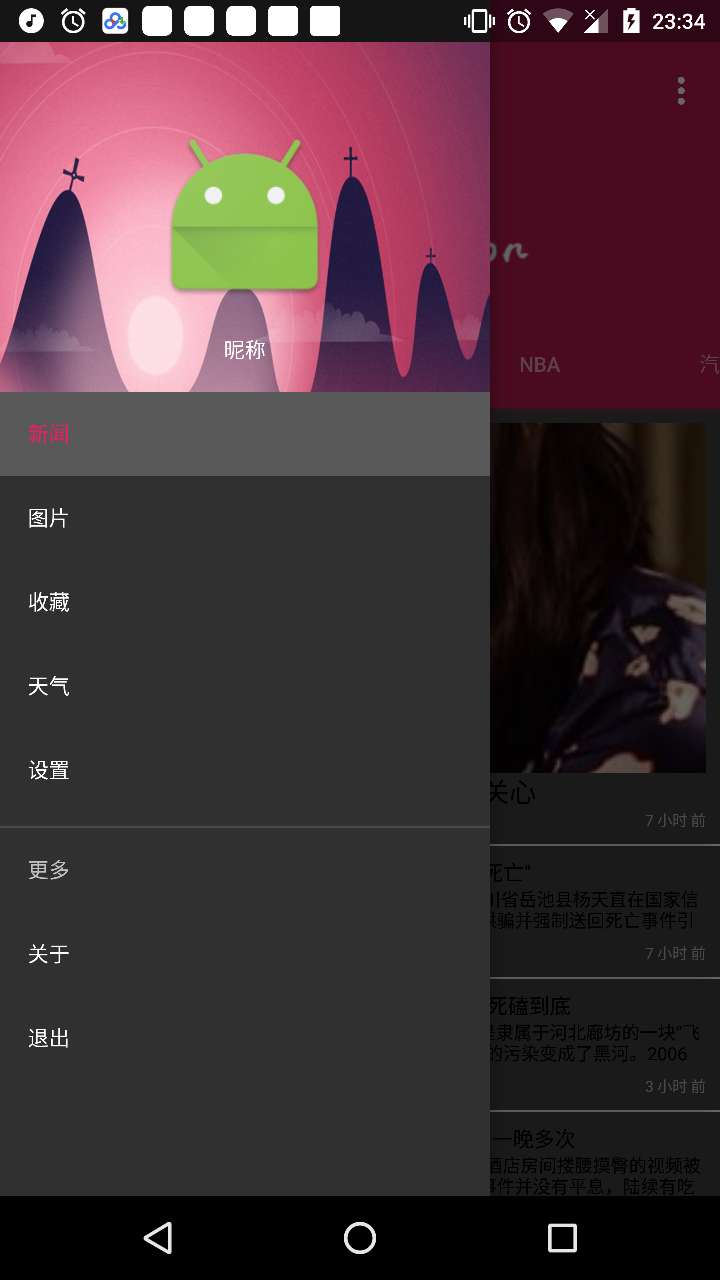 23:34
on
NBA
汽
昵称
新闻
图片
收藏
天气
设置
更多
关于
退出
关心
7 小时前
死亡"
川省岳池县杨天直在国家信
骗并强制送回死亡事件引
7 小时前
死磕到底
是隶属于河北廊坊的一块"飞
的污染变成了黑河。2006
3 小时前
一晚多次
酒店房间搂腰摸臀的视频被
事件并没有平息，陆续有吃